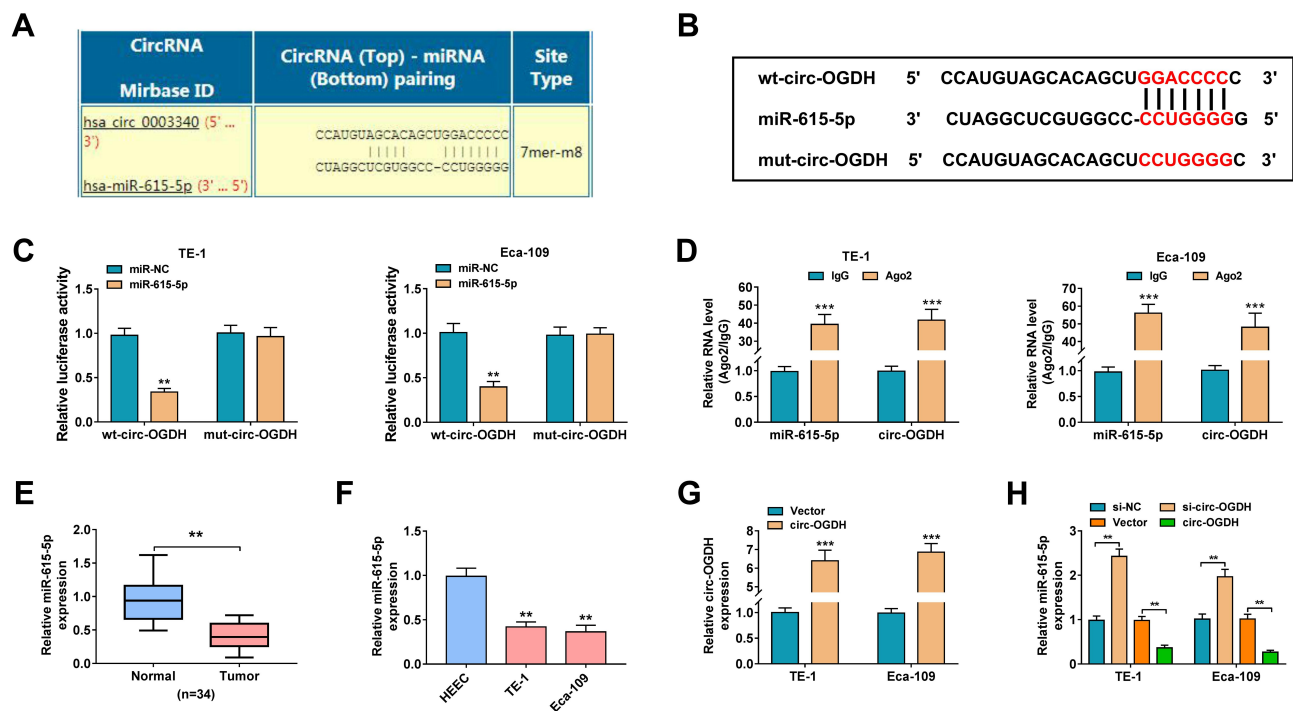 A
CircRNA
Mirbase ID
CircRNA (Top) - miRNA
(Bottom) pairing
Site
Type
hsa_circ_0003340 (5' ...
3')
hsa-miR-615-5p (3' ... 5')
CCAUGUAGCACAGCUGGACCCCC
CUAGGCUCGUGGCC-CCUGGGGG
7mer-m8
B
wt-circ-OGDH 5' CCAUGUAGCACAGCUGGACCCCC 3'
miR-615-5p 3' CUAGGCUCGUGGCC-CCUGGGGG 5'
mut-circ-OGDH 5' CCAUGUAGCACAGCUCCUGGGGC 3'
C
TE-1
miR-NC
miR-615-5p
Relative luciferase activity
1.5
1.0
0.5
0.0
**
wt-circ-OGDH mut-circ-OGDH
Eca-109
miR-NC
miR-615-5p
Relative luciferase activity
1.5
1.0
0.5
0.0
**
wt-circ-OGDH mut-circ-OGDH
D
TE-1
IgG Ago2
Relative RNA level
(Ago2/IgG)
60
50
40
30
1.0
0.5
0.0
*** ***
miR-615-5p circ-OGDH
Eca-109
IgG Ago2
Relative RNA level
(Ago2/IgG)
70
60
50
40
30
1.0
0.5
0.0
*** ***
miR-615-5p circ-OGDH
E
Relative miR-615-5p
expression
2.0
1.5
1.0
0.5
0.0
**
Normal Tumor
(n=34)
F
Relative miR-615-5p
expression
1.5
1.0
0.5
0.0
** **
HEEC TE-1 Eca-109
G
Vector
circ-OGDH
Relative circ-OGDH
expression
8
7
6
5
1.0
0.5
0.0
*** ***
TE-1 Eca-109
H
si-NC si-circ-OGDH
Vector circ-OGDH
Relative miR-615-5p
expression
3
2
1
0
** ** ** **
TE-1 Eca-109